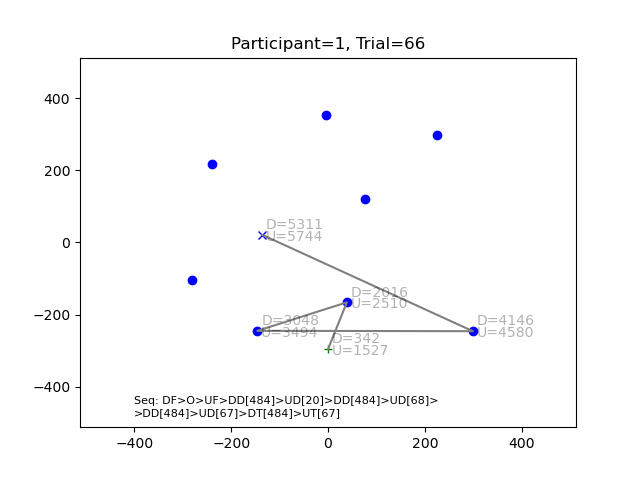 Participant=1, Trial=66
400
200
0
−200
−400
D=5311
U=5744
D=2016
U=2510
D=3048
U=3494
D=4146
U=4580
D=342
U=1527
Seq: DF>O>UF>DD[484]>UD[20]>DD[484]>UD[68]>
>DD[484]>UD[67]>DT[484]>UT[67]
−400 −200 0 200 400